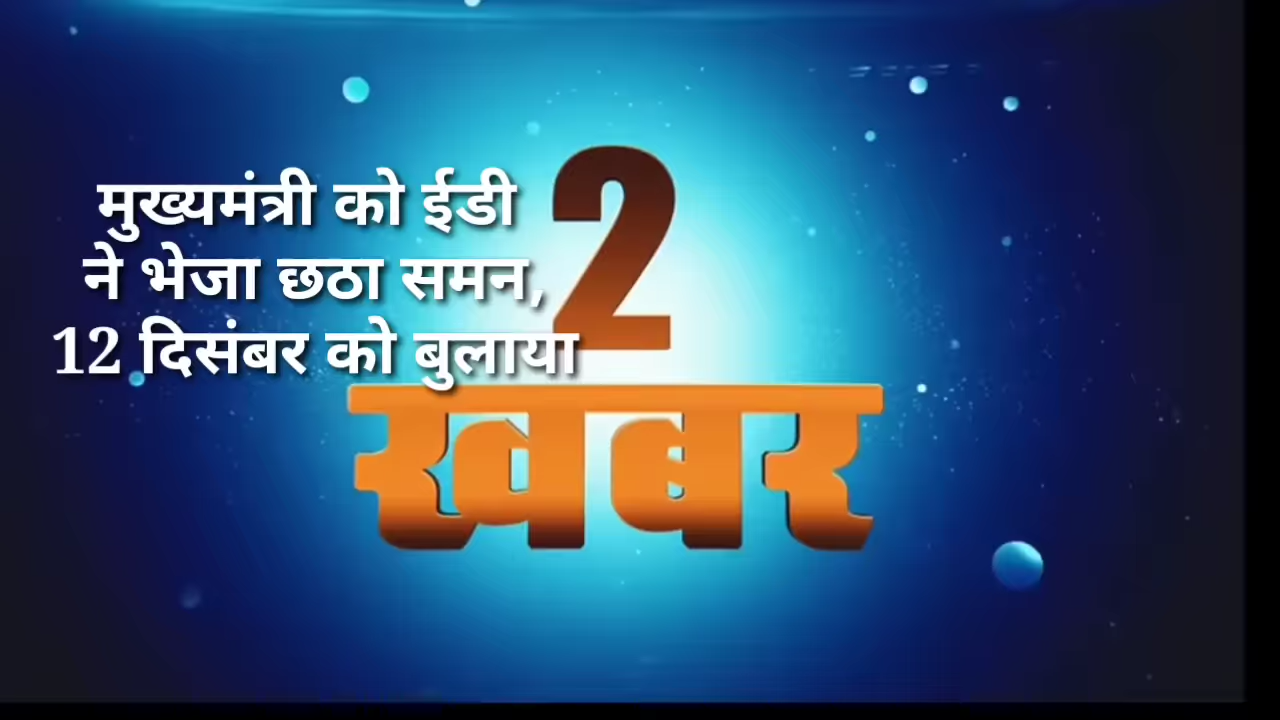 मुख्यमंत्री को ईडी
ने भेजा छठा समन,
12 दिसंबर को बुलाया
2
खबर